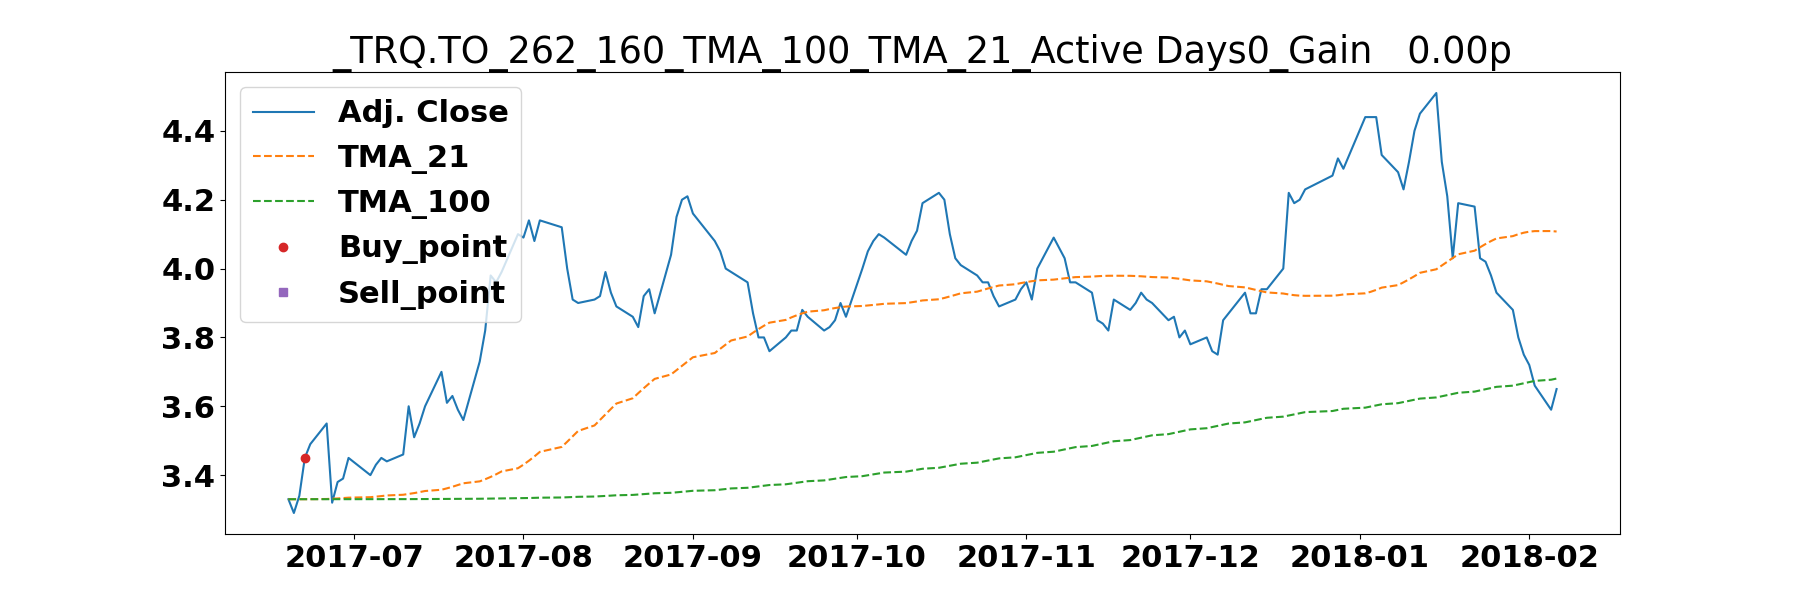 _TRQ.TO_262_160_TMA_100_TMA_21_Active Days0_Gain   0.00p
Adj. Close
TMA_21
TMA_100
Buy_point
Sell_point
4.4
4.2
4.0
3.8
3.6
3.4
2017-07 2017-08 2017-09 2017-10 2017-11 2017-12 2018-01 2018-02